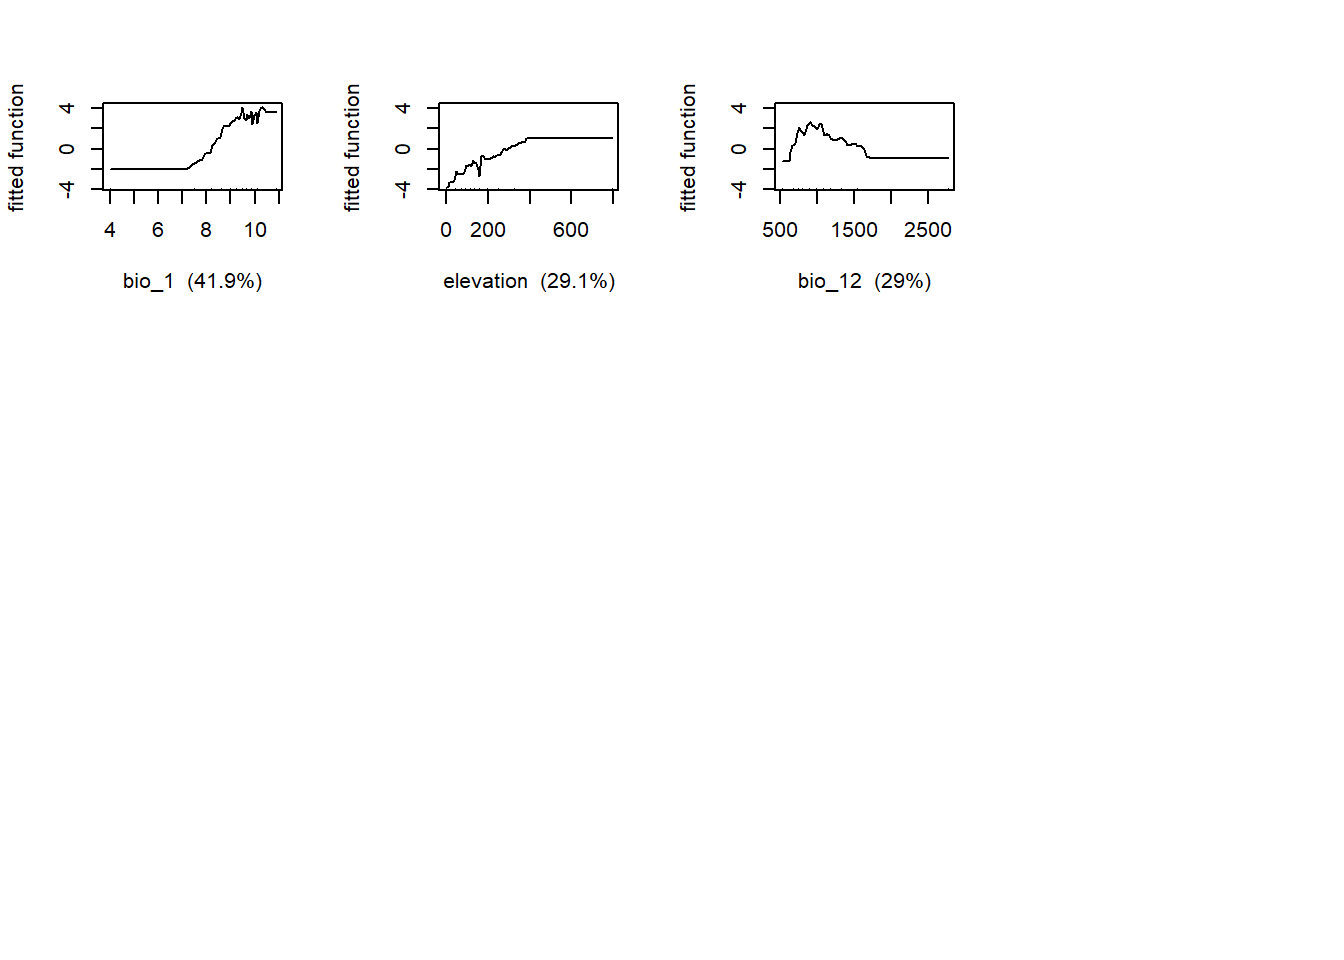 fitted function
4
0
-4
4 6 8 10
bio_1 (41.9%)
fitted function
4
0
-4
0 200 600
elevation (29.1%)
fitted function
4
0
-4
500 1500 2500
bio_12 (29%)